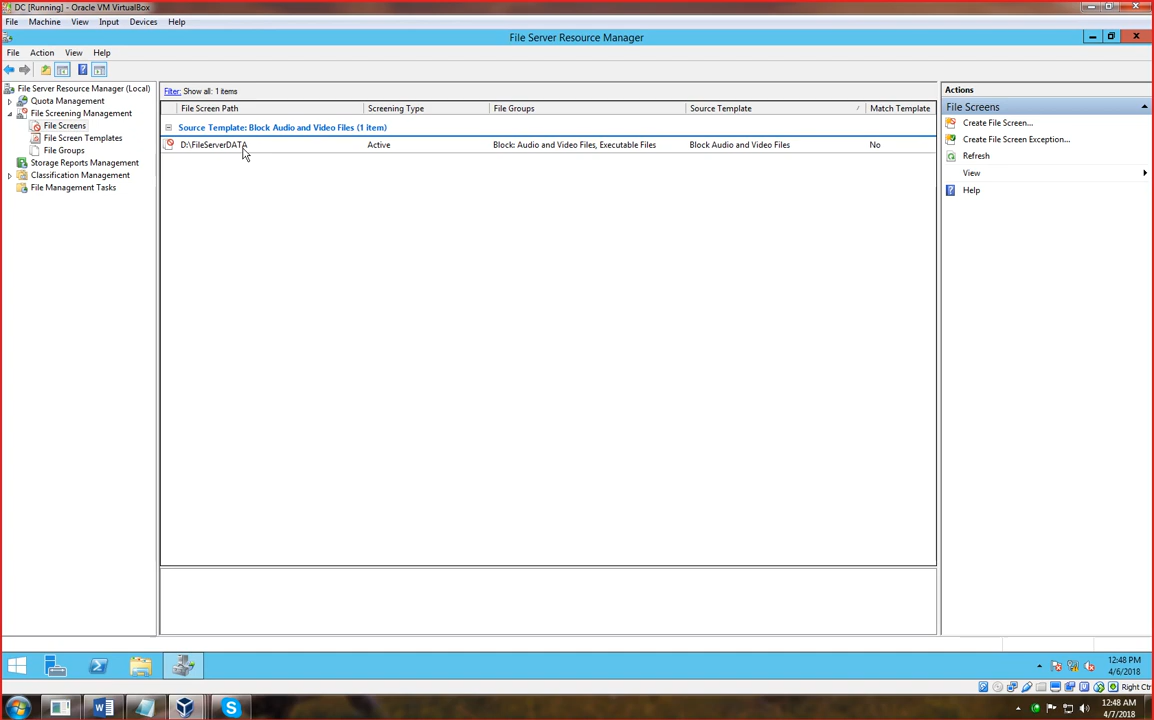 DC [Running] - Oracle VM VirtualBox
File Machine View Input Devices Help
File Server Resource Manager
File Action View Help
File Server Resource Manager (Local)
Quota Management
File Screening Management
File Screens
File Screen Templates
File Groups
Storage Reports Management
Classification Management
File Management Tasks
Filter: Show all: 1 items
File Screen Path Screening Type File Groups Source Template Match Template
Source Template: Block Audio and Video Files (1 item)
D:\FileServerDATA Active Block: Audio and Video Files, Executable Files Block Audio and Video Files No
Actions
File Screens
Create File Screen...
Create File Screen Exception...
Refresh
View
Help
12:48 PM
4/6/2018
Right Ctr
12:48 AM
4/7/2018